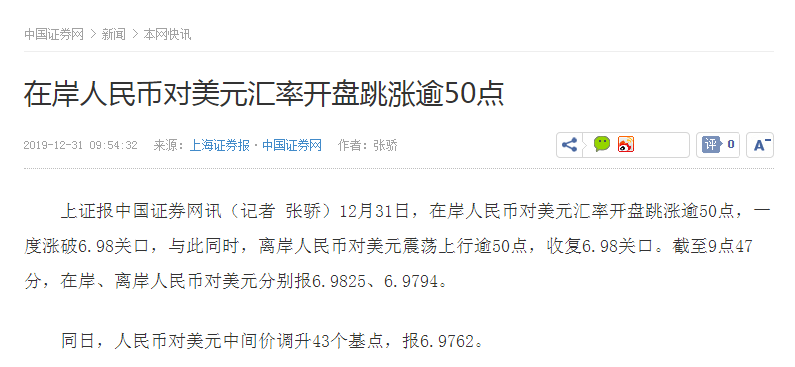 中国证券网 > 新闻 > 本网快讯
在岸人民币对美元汇率开盘跳涨逾50点
2019-12-31 09:54:32 来源：上海证券报·中国证券网 作者：张骄
评 0 A-
上证报中国证券网讯（记者 张骄）12月31日，在岸人民币对美元汇率开盘跳涨逾50点，一
度涨破6.98关口，与此同时，离岸人民币对美元震荡上行逾50点，收复6.98关口。截至9点47
分，在岸、离岸人民币对美元分别报6.9825、6.9794。
同日，人民币对美元中间价调升43个基点，报6.9762。